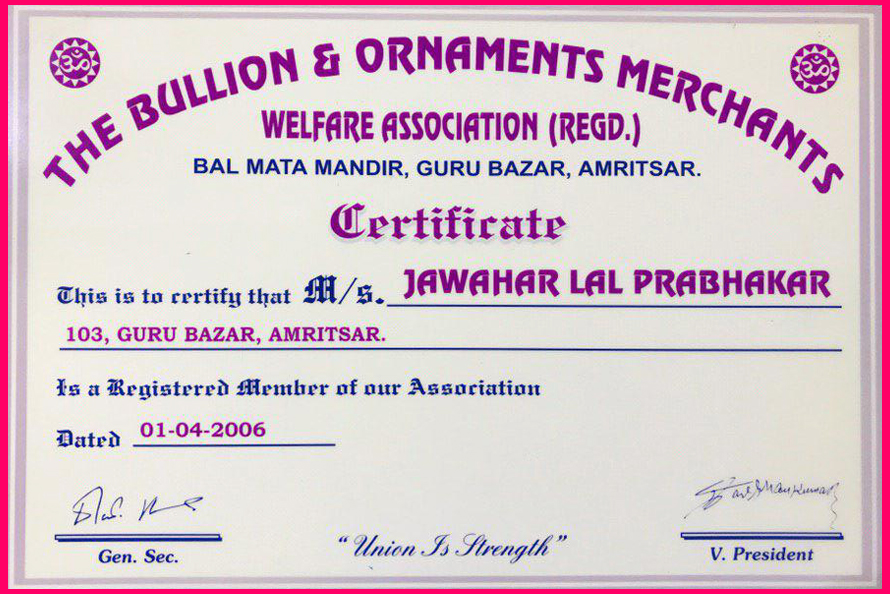 ॐ ॐ
THE BULLION & ORNAMENTS MERCHANTS
WELFARE ASSOCIATION (REGD.)
BAL MATA MANDIR, GURU BAZAR, AMRITSAR.
Certificate
This is to certify that M/s. JAWAHAR LAL PRABHAKAR
103, GURU BAZAR, AMRITSAR.
Is a Registered Member of our Association
Dated 01-04-2006
Gen. Sec.
"Union Is Strength"
V. President